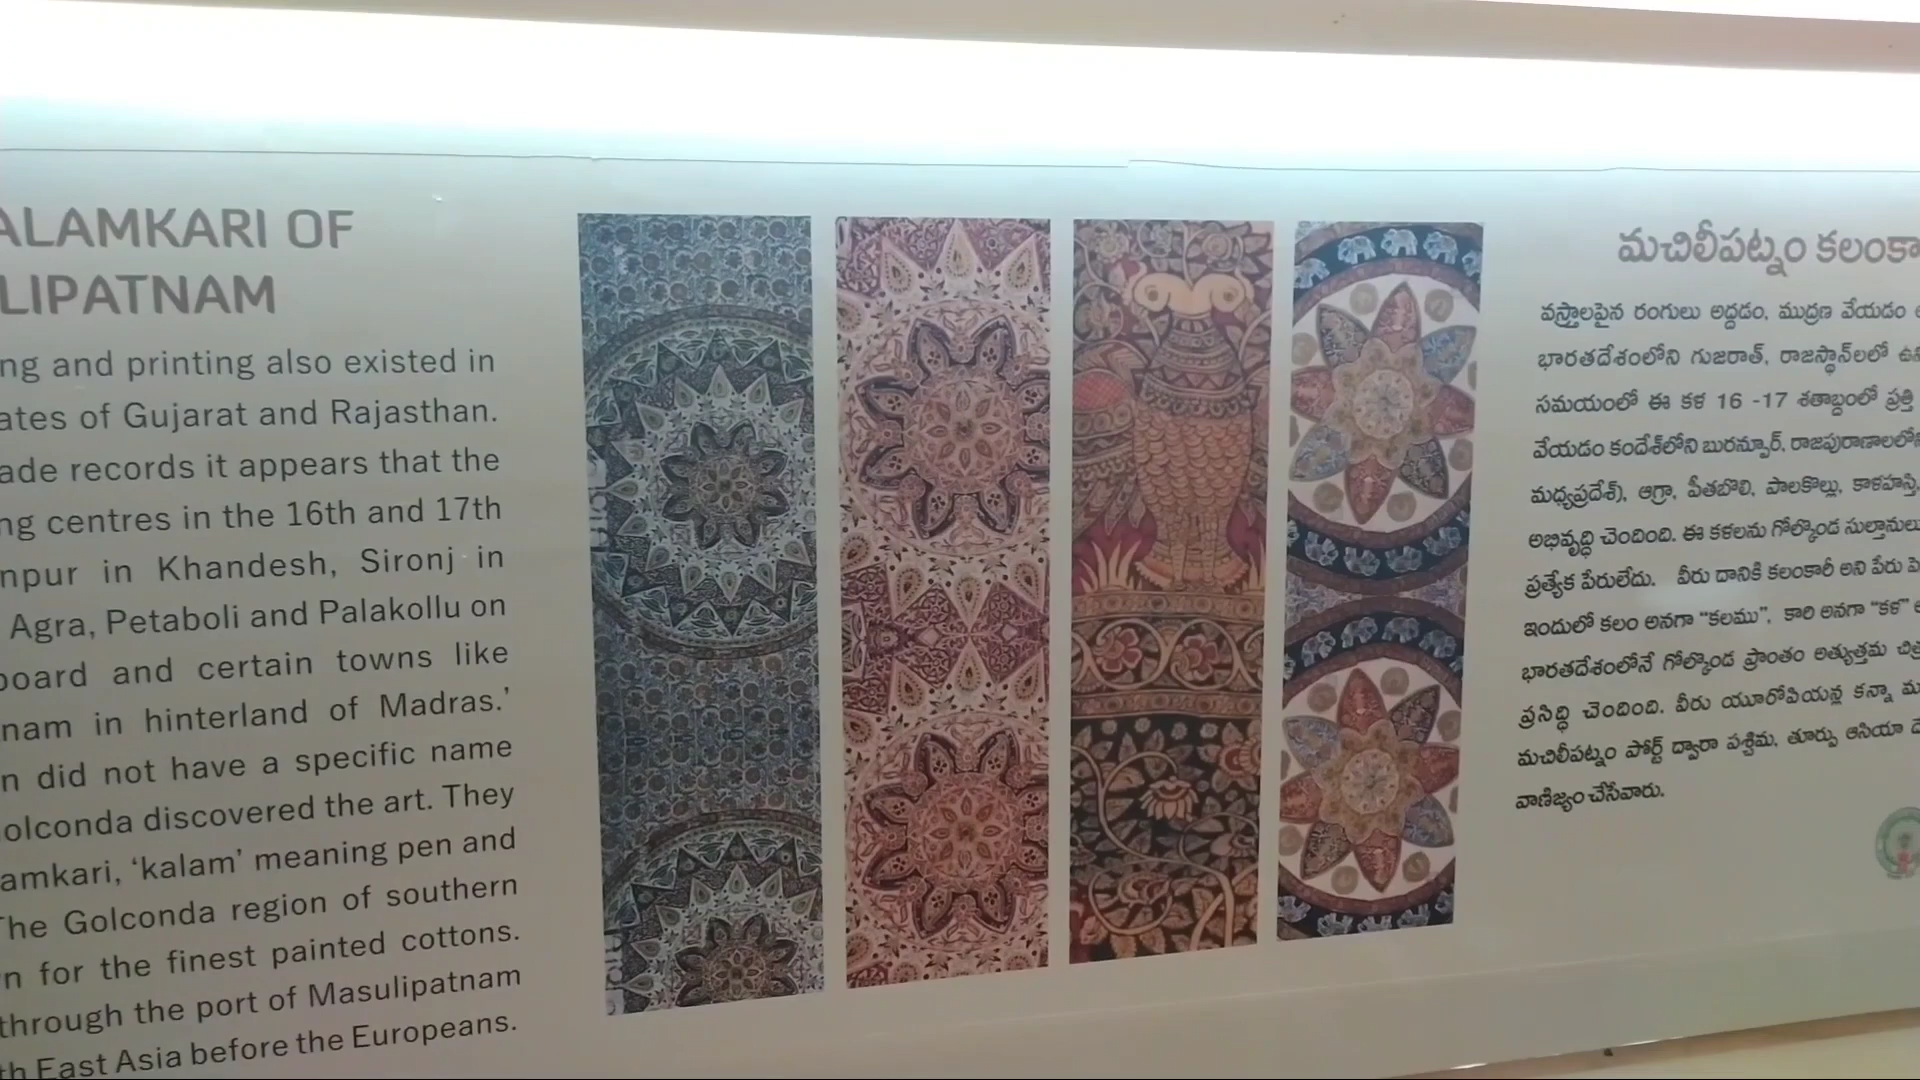 ALAMKARI OF
LIPATNAM
ng and printing also existed in
ates of Gujarat and Rajasthan.
ade records it appears that the
ng centres in the 16th and 17th
npur in Khandesh, Sironj in
Agra, Petaboli and Palakollu on
board and certain towns like
nam in hinterland of Madras.’
n did not have a specific name
olconda discovered the art. They
amkari, ‘kalam’ meaning pen and
The Golconda region of southern
n for the finest painted cottons.
through the port of Masulipatnam
th East Asia before the Europeans.
మచిలీపట్నం కలంకా
వస్త్రాలపైన రంగులు అద్దడం, ముద్రణ వేయడం
భారతదేశంలోని గుజరాత్, రాజస్థాన్‌లలో ఉన
సమయంలో ఈ కళ 16 -17 శతాబ్దంలో ప్రత్తి
వేయడం కందేశ్‌లోని బురన్పూర్, రాజపురాణాలలోన
మధ్యప్రదేశ్), ఆగ్రా, పీతబొలి, పాలకొల్లు, కాళహస్తి,
అభివృద్ధి చెందింది. ఈ కళలను గోల్కొండ సుల్తానులు
ప్రత్యేక పేరులేదు. వీరు దానికి కలంకారీ అని పేరు
ఇందులో కలం అనగా “కలము”, కారి అనగా “కళ”
భారతదేశంలోనే గోల్కొండ ప్రాంతం అత్యుత్తమ చిత్ర
ప్రసిద్ధి చెందింది. వీరు యూరోపియన్ల కన్నా ము
మచిలీపట్నం పోర్ట్ ద్వారా పశ్చిమ, తూర్పు ఆసియా దే
వాణిజ్యం చేసేవారు.